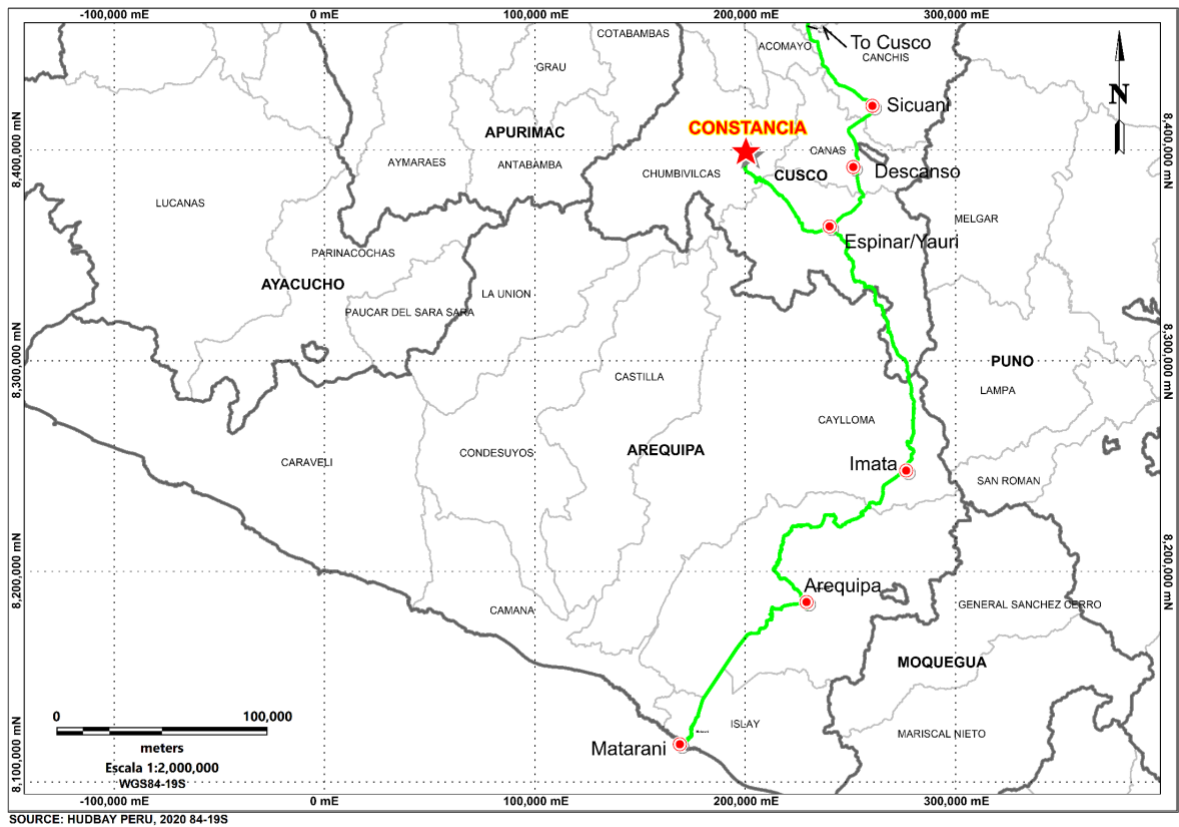 -100,000 mE
0 mE
100,000 mE
200,000 mE
300,000 mE
COTABAMBAS
ACOMAYO
To Cusco
CANCHIS
GRAU
N
Sicuani
CONSTANCIA
APURIMAC
8,400,000 mN
8,400,000 mN
AYMARAES
ANTABAMBA
CANAS
CHUMBIVILCAS
CUSCO
Descanso
LUCANAS
MELGAR
Espinar/Yauri
PARINACOCHAS
AYACUCHO
LA UNION
PAUCAR DEL SARA SARA
8,300,000 mN
8,300,000 mN
PUNO
CASTILLA
LAMPA
CAYLLOMA
CONDESUYOS
AREQUIPA
CARAVELI
Imata
SAN ROMAN
8,200,000 mN
8,200,000 mN
Arequipa
CAMANA
GENERAL SANCHEZ CERRO
MOQUEGUA
0
100,000
meters
Escala 1:2,000,000
WGS84-19S
ISLAY
Matarani
MARISCAL NIETO
8,100,000 mN
8,100,000 mN
-100,000 mE
0 mE
100,000 mE
200,000 mE
300,000 mE
SOURCE: HUDBAY PERU, 2020 84-19S